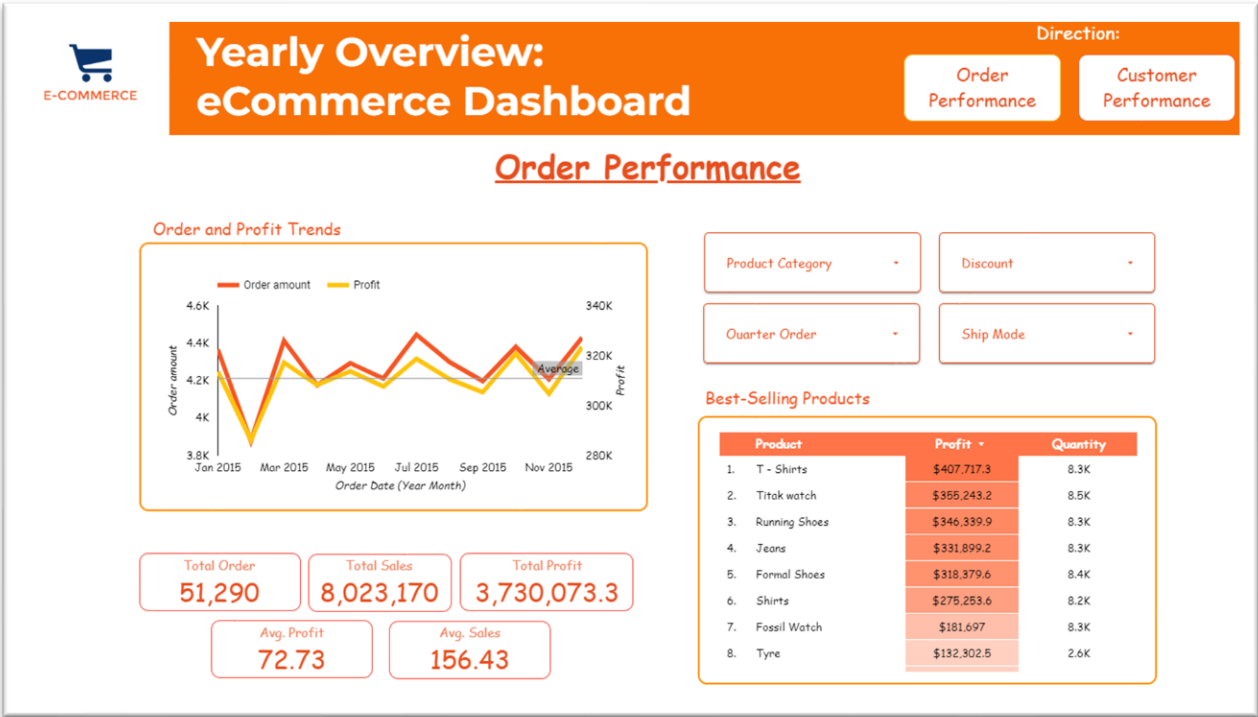 E-COMMERCE
Yearly Overview:
eCommerce Dashboard
Direction:
Order
Performance
Customer
Performance
Order Performance
Order and Profit Trends
Order amount
Profit
4.6K
4.4K
4.2K
4K
3.8K
Order amount
340K
320K
300K
280K
Profit
Average
Jan 2015 Mar 2015 May 2015 Jul 2015 Sep 2015 Nov 2015
Order Date (Year Month)
Total Order
51,290
Total Sales
8,023,170
Total Profit
3,730,073.3
Avg. Profit
72.73
Avg. Sales
156.43
Product Category
Discount
Quarter Order
Ship Mode
Best-Selling Products
Product Profit Quantity
1. T - Shirts $407,717.3 8.3K
2. Titak watch $355,243.2 8.5K
3. Running Shoes $346,339.9 8.3K
4. Jeans $331,899.2 8.3K
5. Formal Shoes $318,379.6 8.4K
6. Shirts $275,253.6 8.2K
7. Fossil Watch $181,697 8.3K
8. Tyre $132,302.5 2.6K